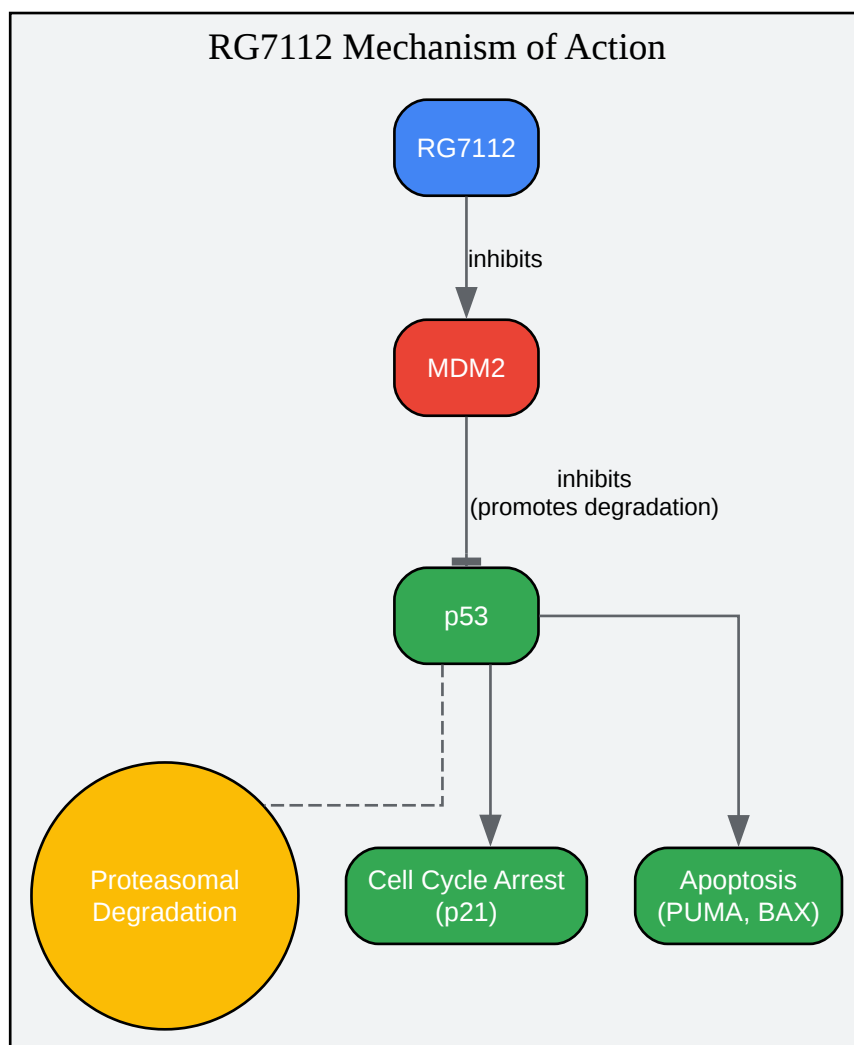 RG7112 Mechanism of Action
RG7112
inhibits
MDM2
inhibits
(promotes degradation)
p53
Proteasomal
Degradation
Cell Cycle Arrest
(p21)
Apoptosis
(PUMA, BAX)